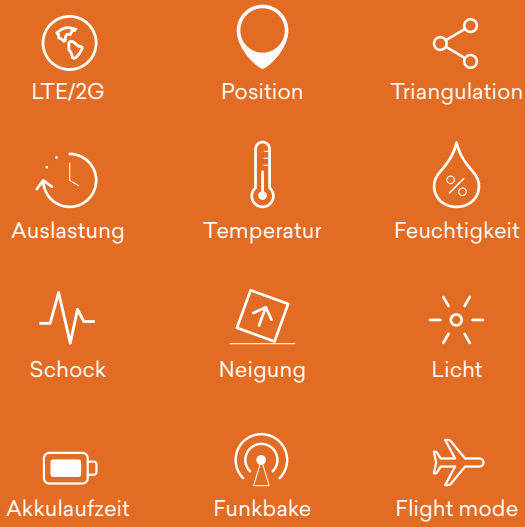 LTE/2G
Position
Triangulation
Auslastung
Temperatur
%
Feuchtigkeit
Schock
Neigung
Licht
Akkulaufzeit
Funkbake
Flight mode